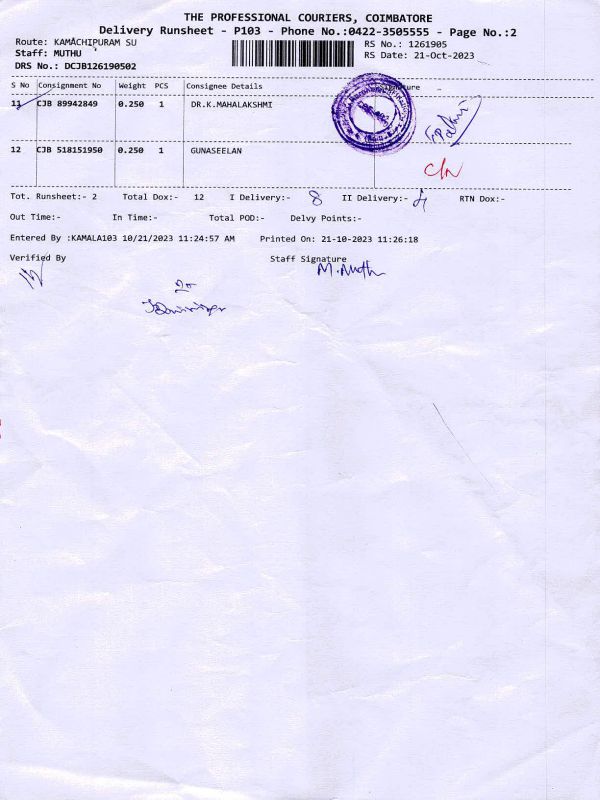 THE PROFESSIONAL COURIERS, COIMBATORE
Delivery Runsheet - P103 - Phone No.:0422-3505555 - Page No.:2
Route: KAMACHIPURAM SU
RS No.: 1261905
Staff: MUTHU
RS Date: 21-Oct-2023
DRS No.: DCJB126190502
S No Consignment No Weight PCS Consignee Details Signature
11 CJB 89942849 0.250 1 DR.K.MAHALAKSHMI
12 CJB 518151950 0.250 1 GUNASEELAN
C/N
Tot. Runsheet:- 2 Total Dox:- 12 I Delivery:- 8 II Delivery:- 4 RTN Dox:-
Out Time:- In Time:- Total POD:- Delvy Points:-
Entered By :KAMALA103 10/21/2023 11:24:57 AM Printed On: 21-10-2023 11:26:18
Verified By Staff Signature
M.Muth